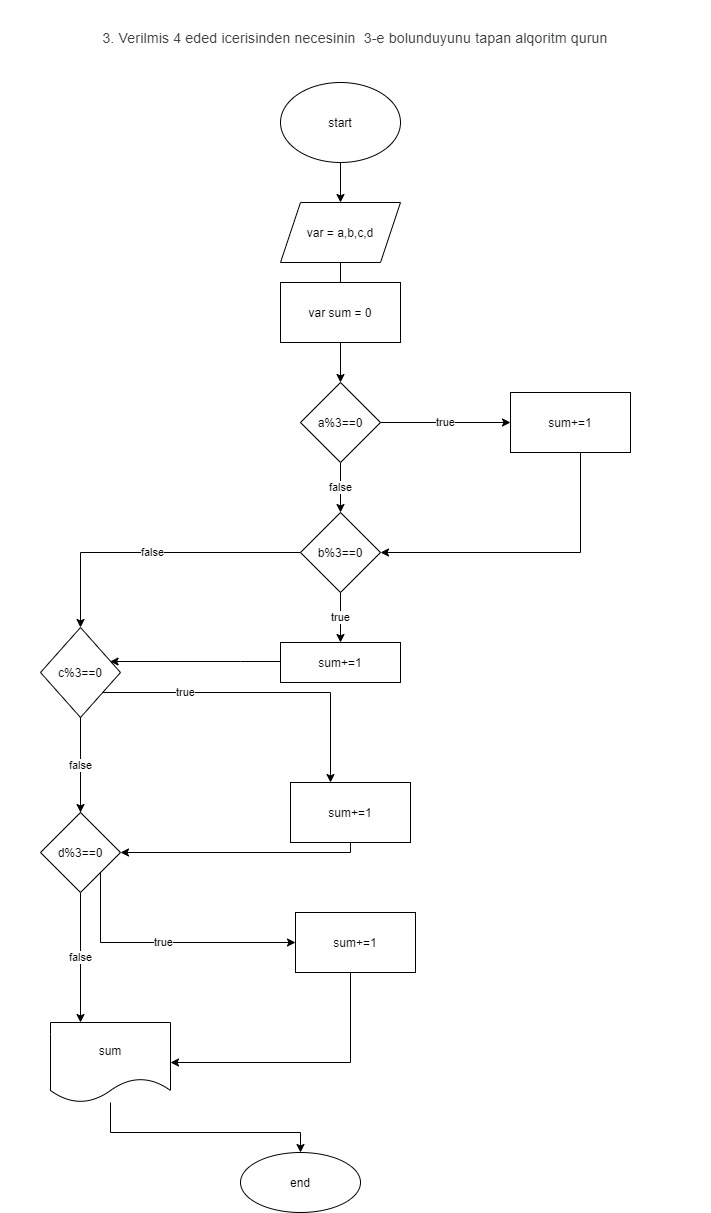 3. Verilmis 4 eded icerisinden necesinin  3-e bolunduyunu tapan alqoritm qurun
start
var = a,b,c,d
var sum = 0
a%3==0
true
sum+=1
false
b%3==0
false
true
sum+=1
c%3==0
true
false
sum+=1
d%3==0
true
sum+=1
false
sum
end